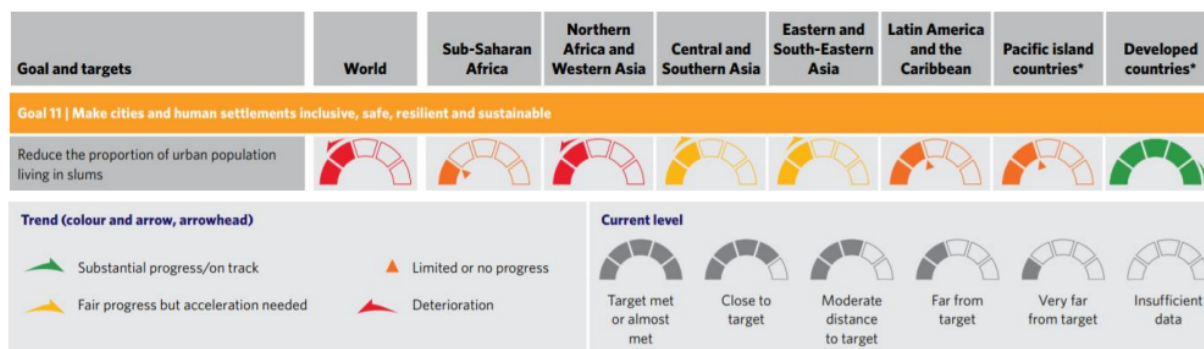 Goal and targets
World
Sub-Saharan
Africa
Northern
Africa and
Western Asia
Central and
Southern Asia
Eastern and
South-Eastern
Asia
Latin America
and the
Caribbean
Pacific island
countries*
Developed
countries*
Goal 11 | Make cities and human settlements inclusive, safe, resilient and sustainable
Reduce the proportion of urban population
living in slums
Trend (colour and arrow, arrowhead)
Substantial progress/on track
Limited or no progress
Fair progress but acceleration needed
Deterioration
Current level
Target met
or almost
met
Close to
target
Moderate
distance
to target
Far from
target
Very far
from target
Insufficient
data